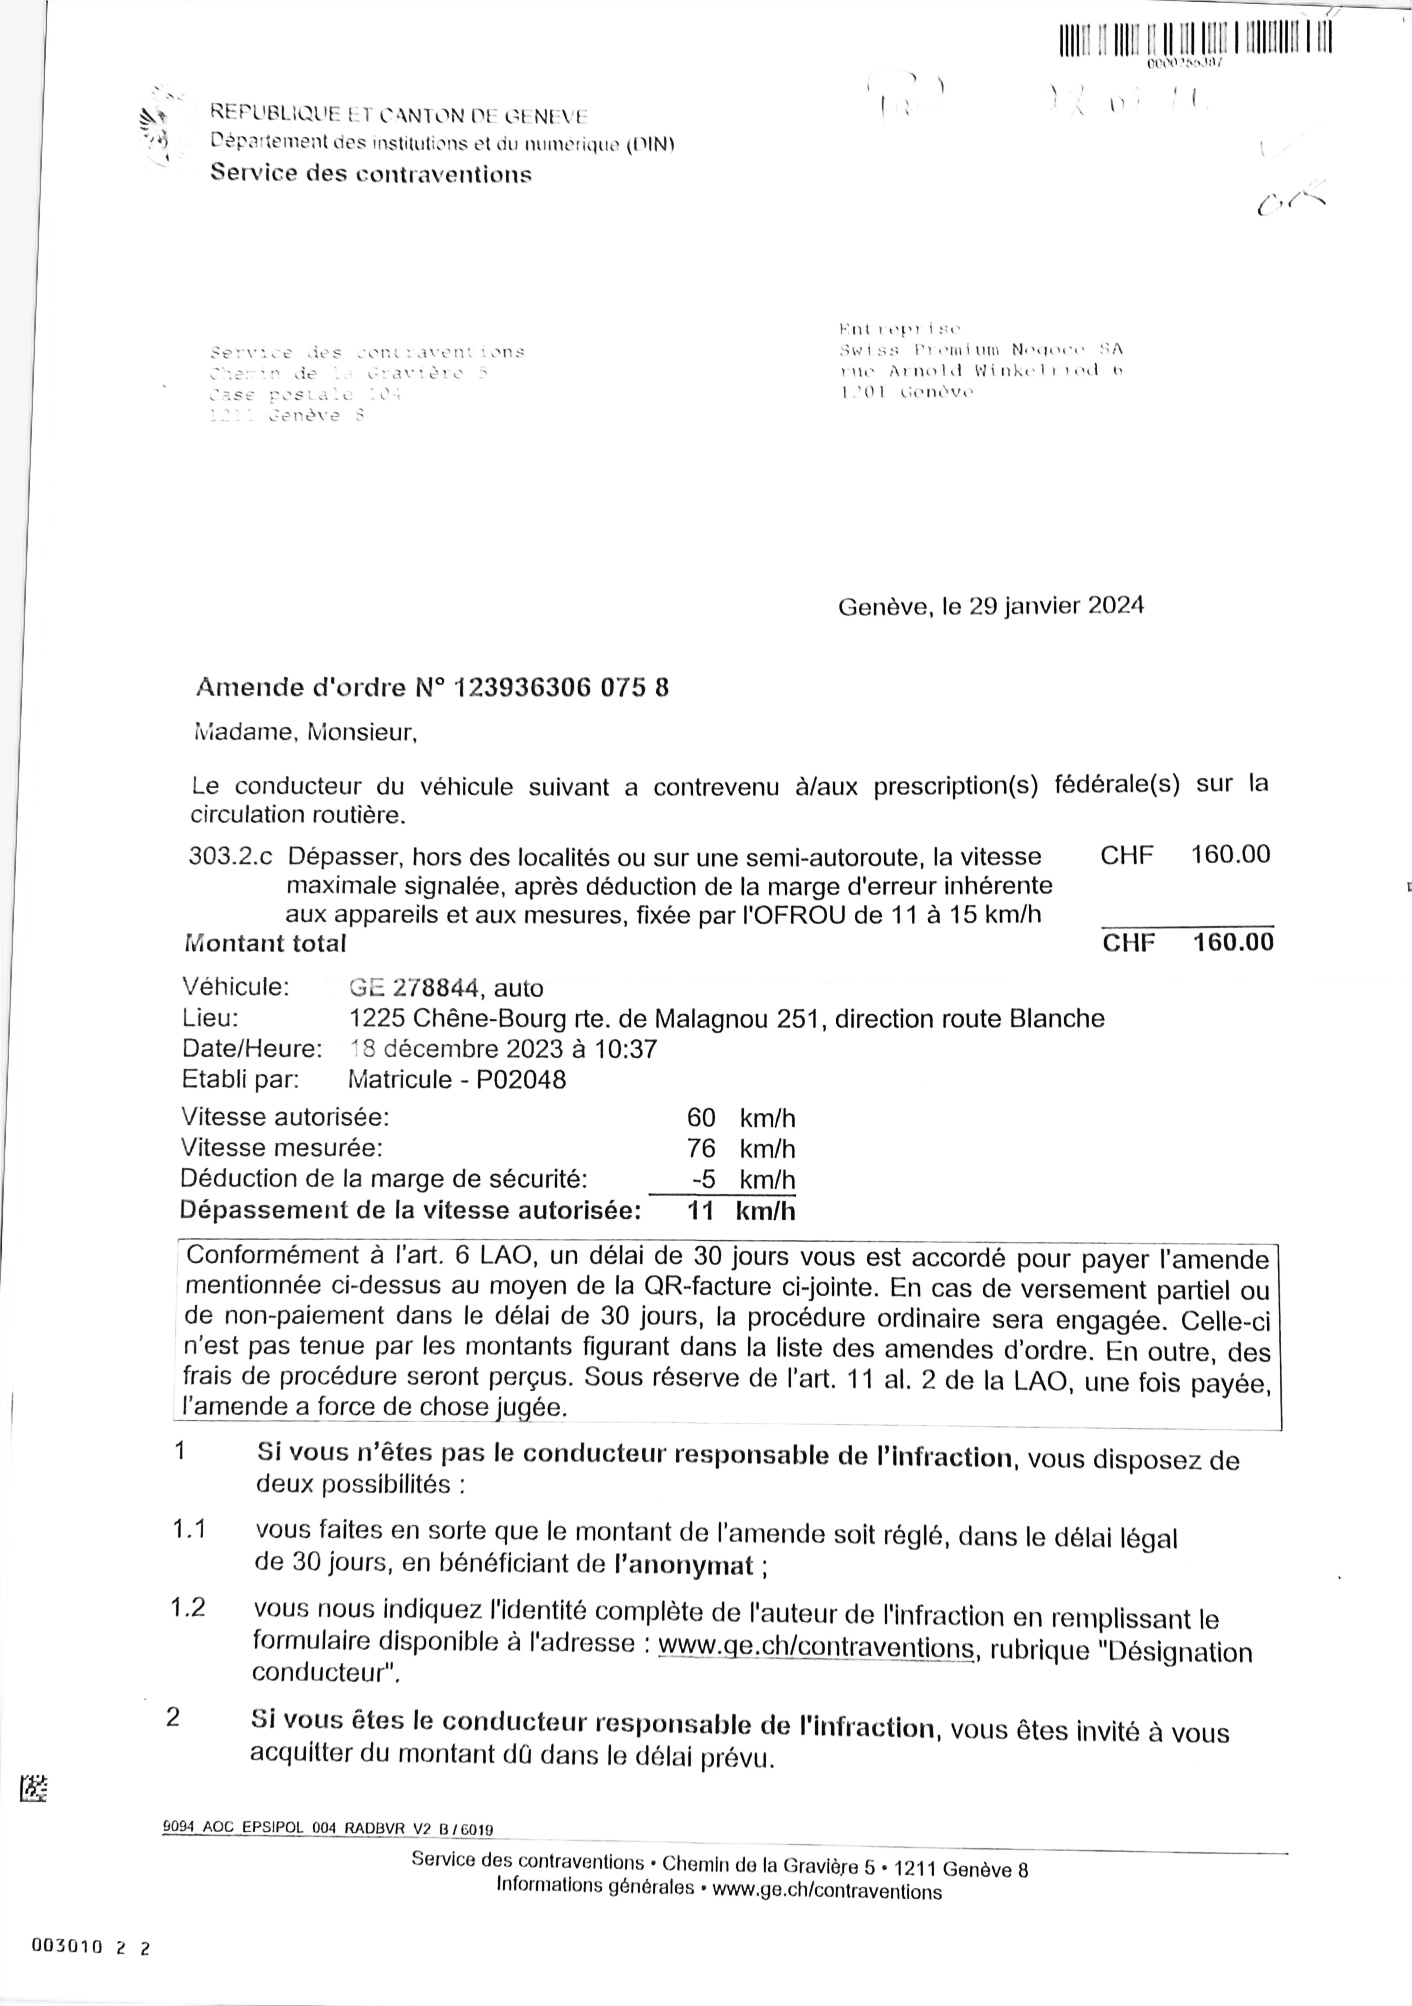 REPUBLIQUE ET CANTON DE GENEVE
Département des institutions et du numérique (DIN)
Service des contraventions
OK
Service des contraventions
Chemin de la Gravière 5
Case postale 104
1211 Genève 8
Entreprise
Swiss Premium Negoce SA
rue Arnold Winkelried 6
1201 Genève
Genève, le 29 janvier 2024
Amende d'ordre N° 123936306 075 8
Madame, Monsieur,
Le conducteur du véhicule suivant a contrevenu à/aux prescription(s) fédérale(s) sur la
circulation routière.
303.2.c Dépasser, hors des localités ou sur une semi-autoroute, la vitesse CHF 160.00
maximale signalée, après déduction de la marge d'erreur inhérente
aux appareils et aux mesures, fixée par l'OFROU de 11 à 15 km/h
Montant total CHF 160.00
Véhicule: GE 278844, auto
Lieu: 1225 Chêne-Bourg rte. de Malagnou 251, direction route Blanche
Date/Heure: 18 décembre 2023 à 10:37
Etabli par: Matricule - P02048
Vitesse autorisée: 60 km/h
Vitesse mesurée: 76 km/h
Déduction de la marge de sécurité: -5 km/h
Dépassement de la vitesse autorisée: 11 km/h
Conformément à l'art. 6 LAO, un délai de 30 jours vous est accordé pour payer l'amende
mentionnée ci-dessus au moyen de la QR-facture ci-jointe. En cas de versement partiel ou
de non-paiement dans le délai de 30 jours, la procédure ordinaire sera engagée. Celle-ci
n'est pas tenue par les montants figurant dans la liste des amendes d'ordre. En outre, des
frais de procédure seront perçus. Sous réserve de l'art. 11 al. 2 de la LAO, une fois payée,
l'amende a force de chose jugée.
1 Si vous n'êtes pas le conducteur responsable de l'infraction, vous disposez de
deux possibilités :
1.1 vous faites en sorte que le montant de l'amende soit réglé, dans le délai légal
de 30 jours, en bénéficiant de l'anonymat ;
1.2 vous nous indiquez l'identité complète de l'auteur de l'infraction en remplissant le
formulaire disponible à l'adresse : www.ge.ch/contraventions, rubrique "Désignation
conducteur".
2 Si vous êtes le conducteur responsable de l'infraction, vous êtes invité à vous
acquitter du montant dû dans le délai prévu.
9094 AOC EPSIPOL 004 RADBVR V2 B / 6019
Service des contraventions • Chemin de la Gravière 5 • 1211 Genève 8
Informations générales • www.ge.ch/contraventions
003010 2 2